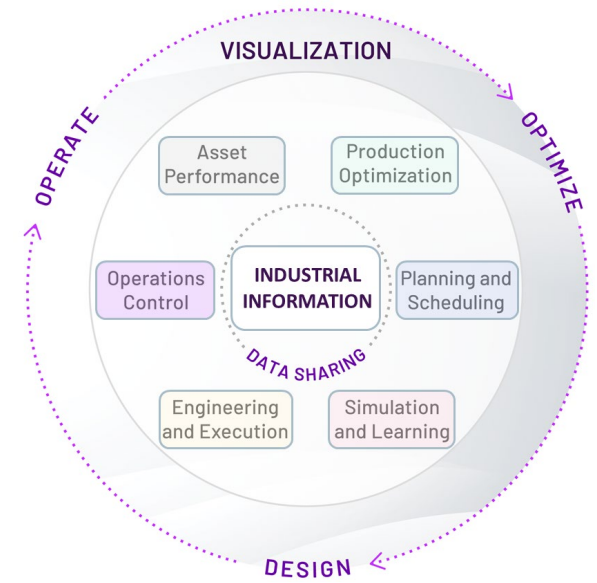 VISUALIZATION
OPERATE
OPTIMIZE
Asset
Performance
Production
Optimization
Operations
Control
INDUSTRIAL
INFORMATION
Planning and
Scheduling
DATA SHARING
Engineering
and Execution
Simulation
and Learning
DESIGN